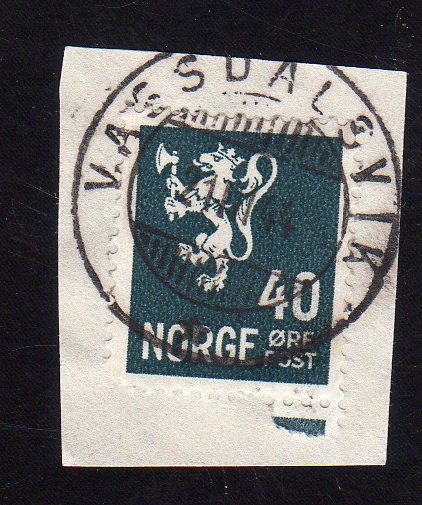 VASSDALSVIK
40
NORGE ØRE
POST